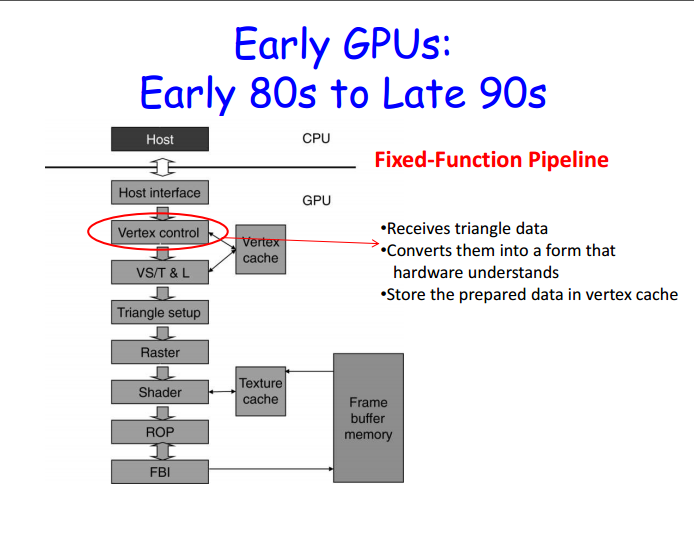 Early GPUs:
Early 80s to Late 90s
Host
CPU
Fixed-Function Pipeline
Host interface
GPU
Vertex control
Vertex
cache
•Receives triangle data
•Converts them into a form that
hardware understands
•Store the prepared data in vertex cache
VS/T & L
Triangle setup
Raster
Shader
Texture
cache
Frame
buffer
memory
ROP
FBI